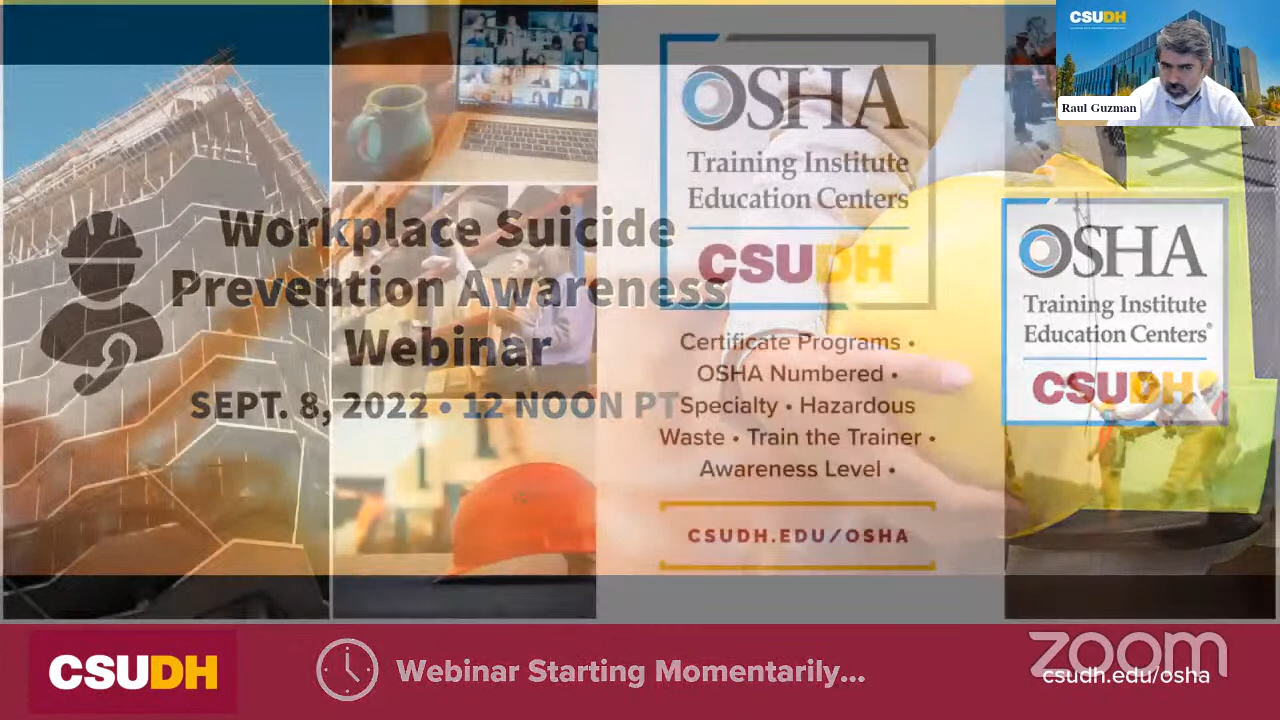 CSUDH
Raul Guzman
OSHA
Training Institute
Education Centers
CSUDH
Certificate Programs •
OSHA Numbered •
Specialty • Hazardous
Waste • Train the Trainer •
Awareness Level •
CSUDH.EDU/OSHA
Workplace Suicide
Prevention Awareness
Webinar
SEPT. 8, 2022 • 12 NOON PT
OSHA
Training Institute
Education Centers®
CSUDH
CSUDH
Webinar Starting Momentarily...
zoom
csudh.edu/osha